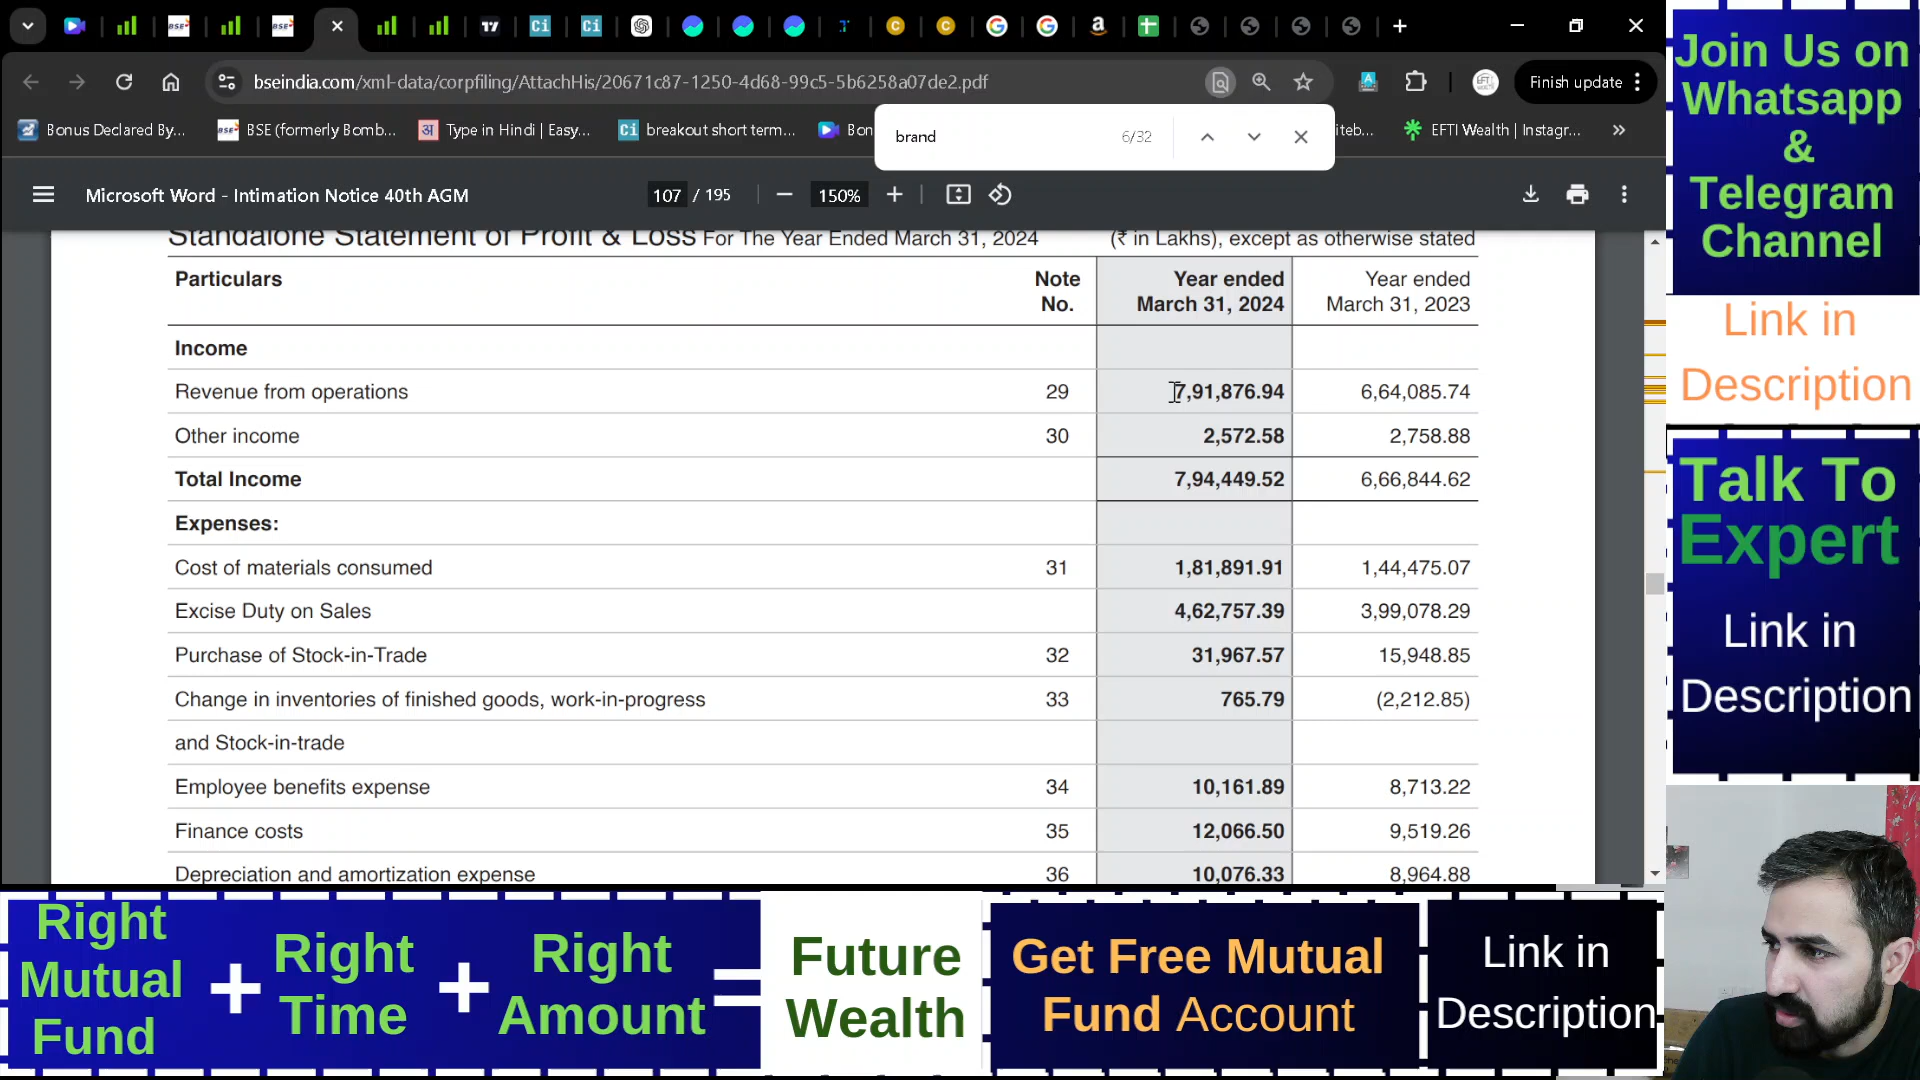 Finish update
bseindia.com/xml-data/corpfiling/AttachHis/20671c87-1250-4d68-99c5-5b6258a07de2.pdf
Bonus Declared By...
BSE (formerly Bomb...
Type in Hindi | Easy...
breakout short term...
Bon
iteb...
EFTI Wealth | Instagr...
brand
6/32
Microsoft Word - Intimation Notice 40th AGM
107 / 195
150%
Standalone Statement of Profit & Loss For The Year Ended March 31, 2024 (₹ in Lakhs), except as otherwise stated
Particulars Note No. Year ended March 31, 2024 Year ended March 31, 2023
Income
Revenue from operations 29 7,91,876.94 6,64,085.74
Other income 30 2,572.58 2,758.88
Total Income 7,94,449.52 6,66,844.62
Expenses:
Cost of materials consumed 31 1,81,891.91 1,44,475.07
Excise Duty on Sales 4,62,757.39 3,99,078.29
Purchase of Stock-in-Trade 32 31,967.57 15,948.85
Change in inventories of finished goods, work-in-progress 33 765.79 (2,212.85)
and Stock-in-trade
Employee benefits expense 34 10,161.89 8,713.22
Finance costs 35 12,066.50 9,519.26
Depreciation and amortization expense 36 10,076.33 8,964.88
Join Us on
Whatsapp
&
Telegram
Channel
Link in
Description
Talk To
Expert
Link in
Description
Right
Mutual
Fund
+
Right
Time
+
Right
Amount
=
Future
Wealth
Get Free Mutual
Fund Account
Link in
Description